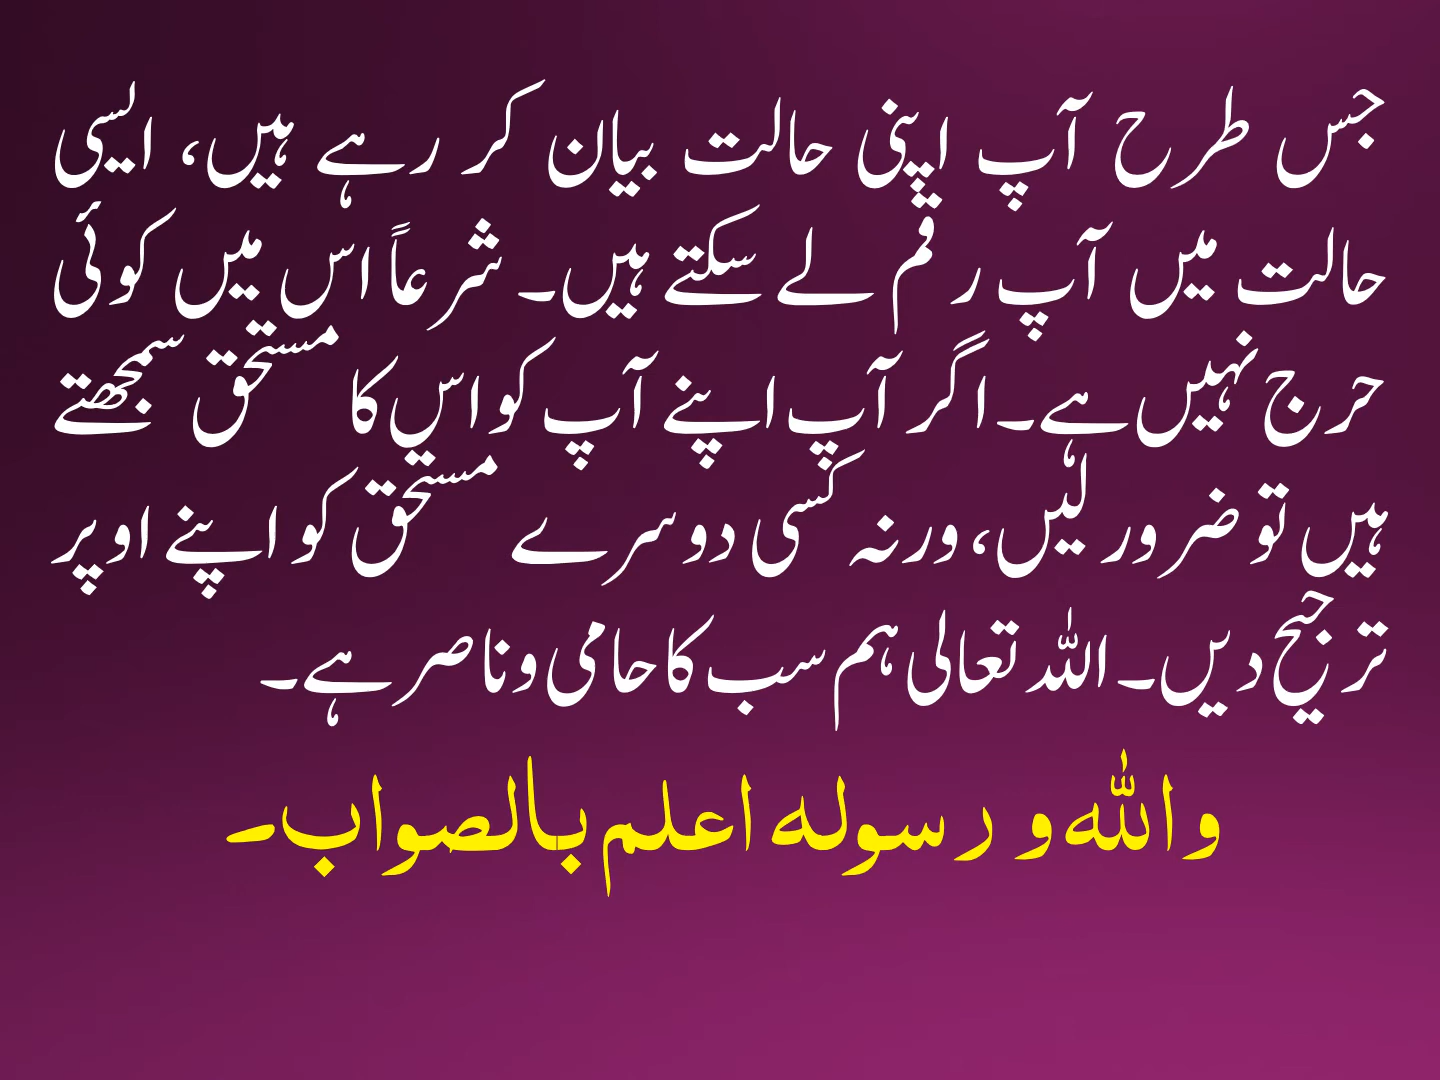 جس طرح آپ اپنی حالت بیان کر رہے ہیں، ایسی
حالت میں آپ رقم لے سکتے ہیں۔ شرعاً اس میں کوئی
حرج نہیں ہے۔ اگر آپ اپنے آپ کو اس کا مستحق سمجھتے
ہیں تو ضرور لیں، ورنہ کسی دوسرے مستحق کو اپنے اوپر
ترجیح دیں۔ اللہ تعالی ہم سب کا حامی و ناصر ہے۔
واللہ و رسولہ اعلم بالصواب۔